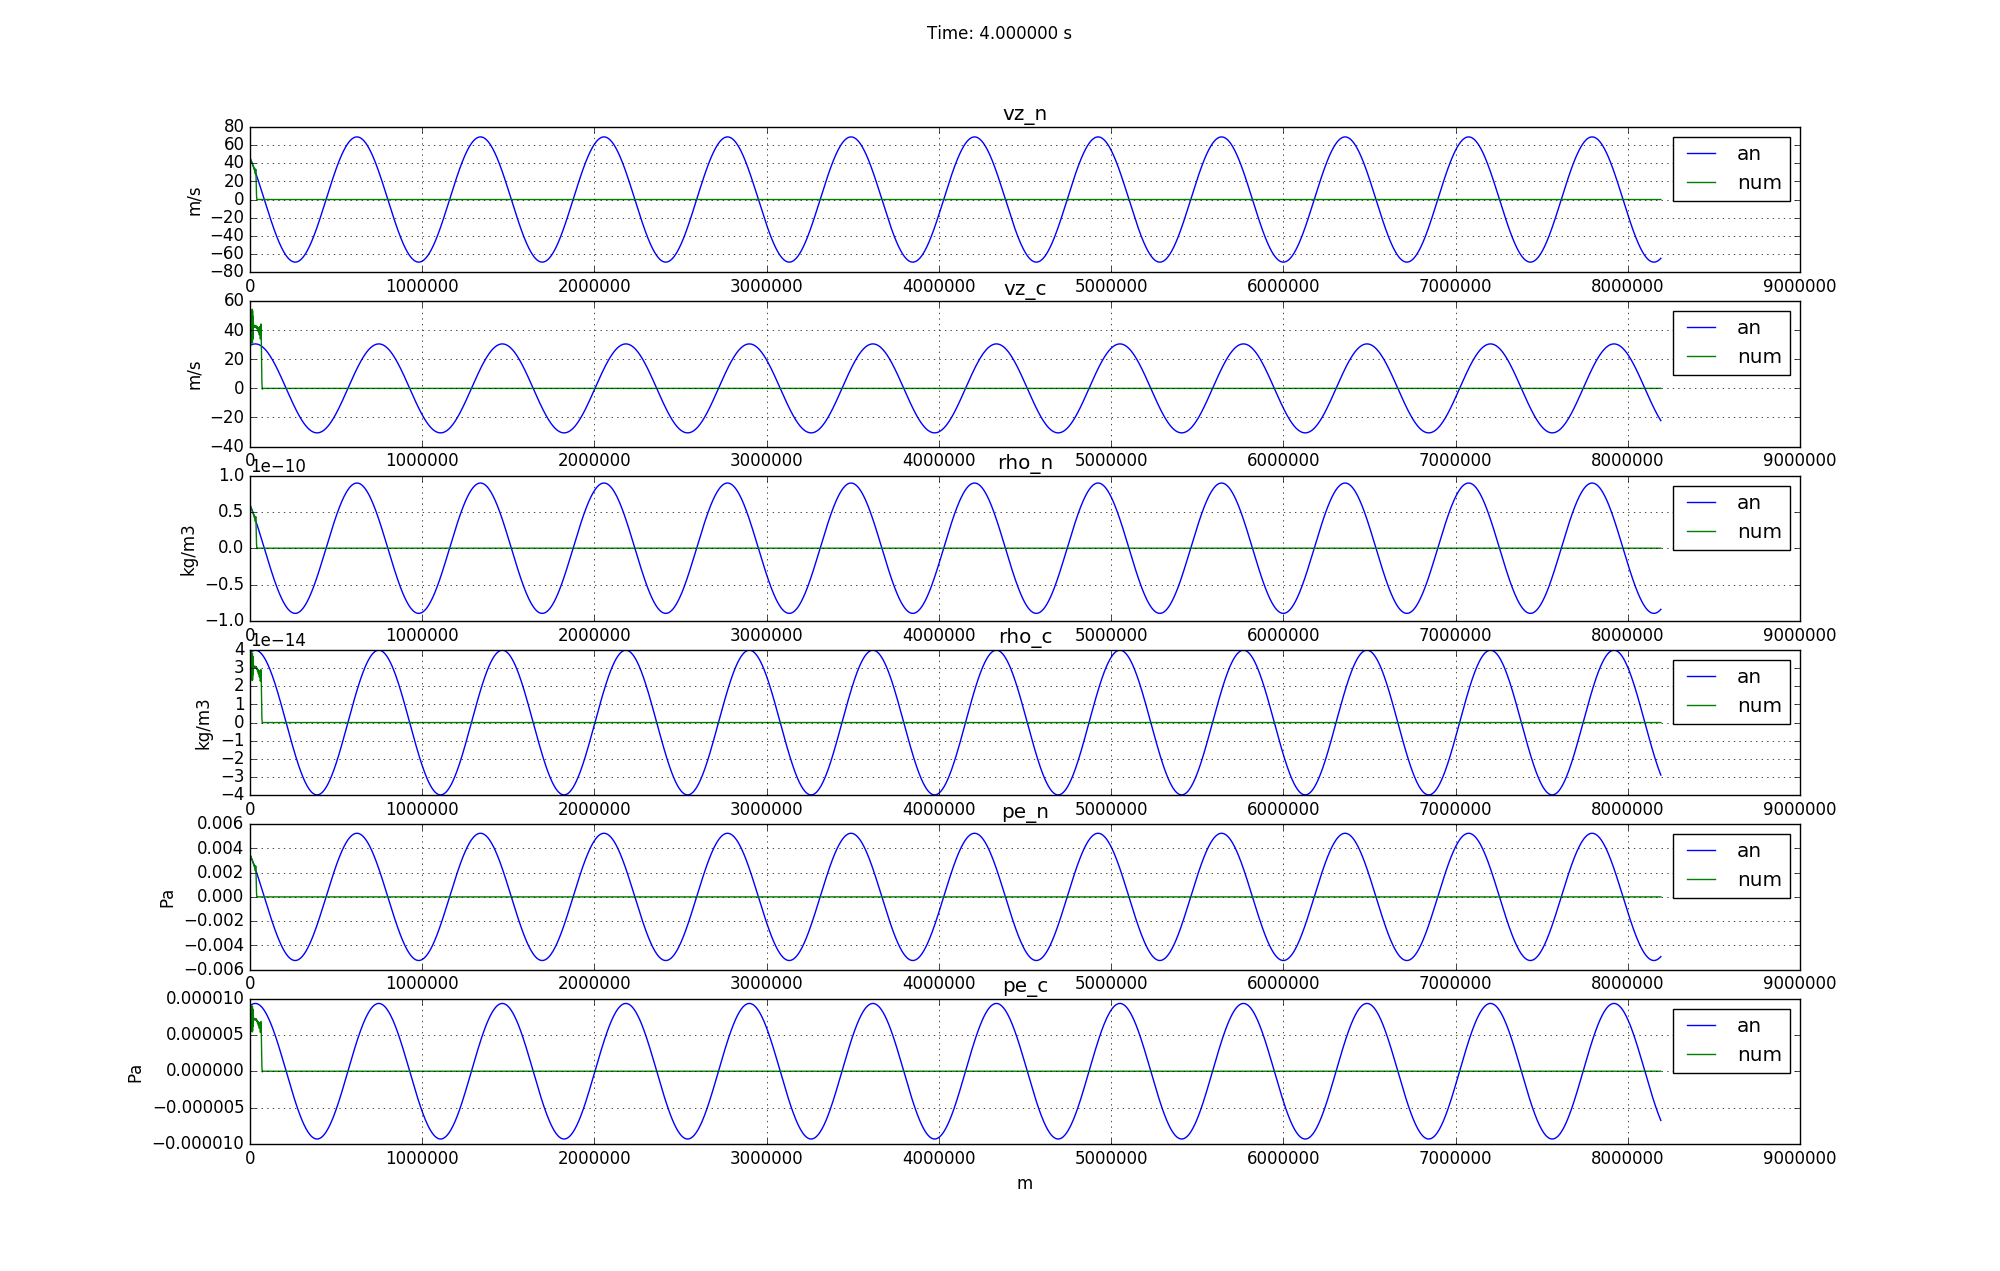 Time: 4.000000 s
vz_n
80
60
40
20
0
−20
−40
−60
−80
m/s
an
num
0 1000000 2000000 3000000 4000000 5000000 6000000 7000000 8000000 9000000
vz_c
60
40
20
0
−20
−40
m/s
an
num
0 1000000 2000000 3000000 4000000 5000000 6000000 7000000 8000000 9000000
1e−10
rho_n
1.0
0.5
0.0
−0.5
−1.0
kg/m3
an
num
0 1000000 2000000 3000000 4000000 5000000 6000000 7000000 8000000 9000000
1e−14
rho_c
4
3
2
1
0
−1
−2
−3
−4
kg/m3
an
num
0 1000000 2000000 3000000 4000000 5000000 6000000 7000000 8000000 9000000
pe_n
0.006
0.004
0.002
0.000
−0.002
−0.004
−0.006
Pa
an
num
0 1000000 2000000 3000000 4000000 5000000 6000000 7000000 8000000 9000000
pe_c
0.000010
0.000005
0.000000
−0.000005
−0.000010
Pa
an
num
0 1000000 2000000 3000000 4000000 5000000 6000000 7000000 8000000 9000000
m